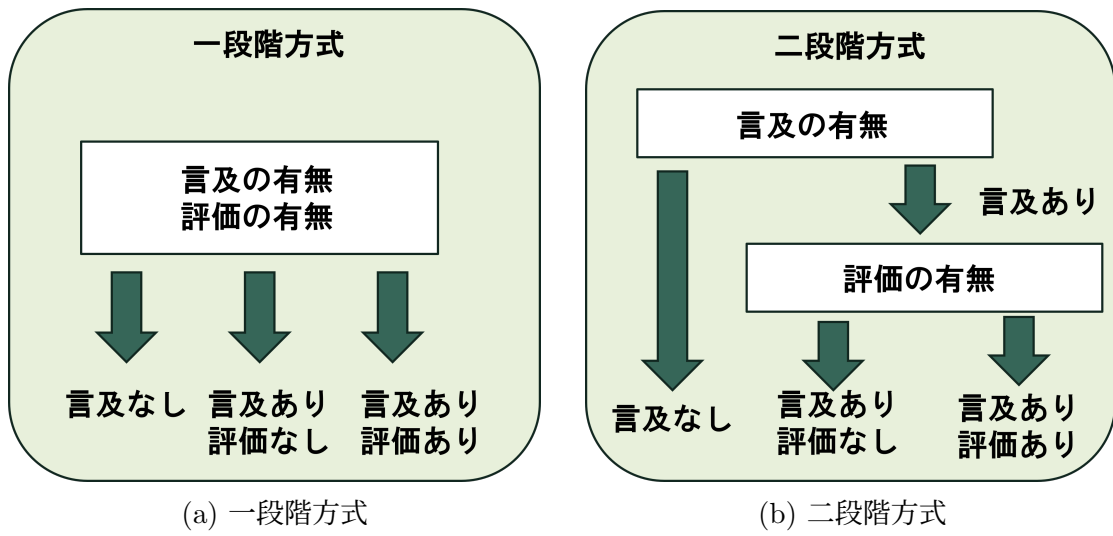 一段階方式
言及の有無
評価の有無
言及なし
言及あり
評価なし
言及あり
評価あり
(a) 一段階方式
二段階方式
言及の有無
言及あり
評価の有無
言及なし
言及あり
評価なし
言及あり
評価あり
(b) 二段階方式